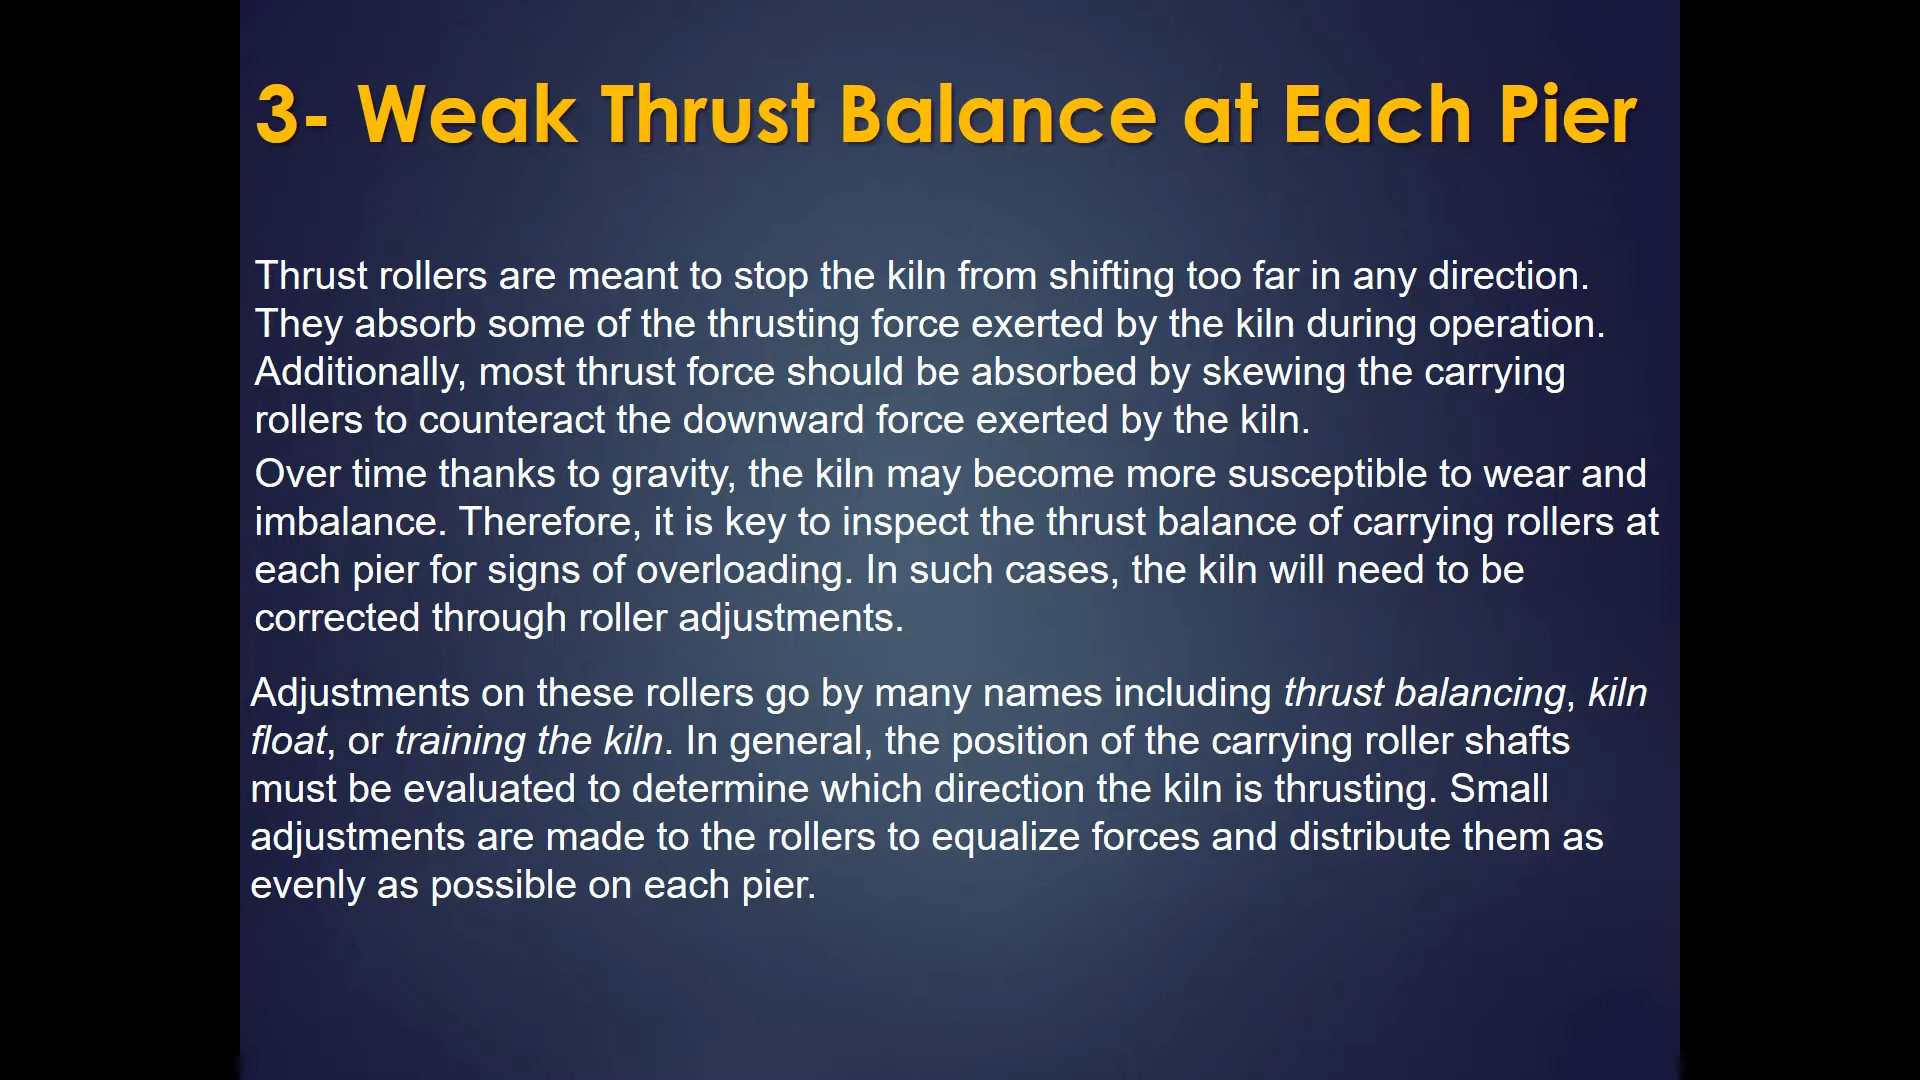 3- Weak Thrust Balance at Each Pier
Thrust rollers are meant to stop the kiln from shifting too far in any direction.
They absorb some of the thrusting force exerted by the kiln during operation.
Additionally, most thrust force should be absorbed by skewing the carrying
rollers to counteract the downward force exerted by the kiln.
Over time thanks to gravity, the kiln may become more susceptible to wear and
imbalance. Therefore, it is key to inspect the thrust balance of carrying rollers at
each pier for signs of overloading. In such cases, the kiln will need to be
corrected through roller adjustments.
Adjustments on these rollers go by many names including thrust balancing, kiln
float, or training the kiln. In general, the position of the carrying roller shafts
must be evaluated to determine which direction the kiln is thrusting. Small
adjustments are made to the rollers to equalize forces and distribute them as
evenly as possible on each pier.